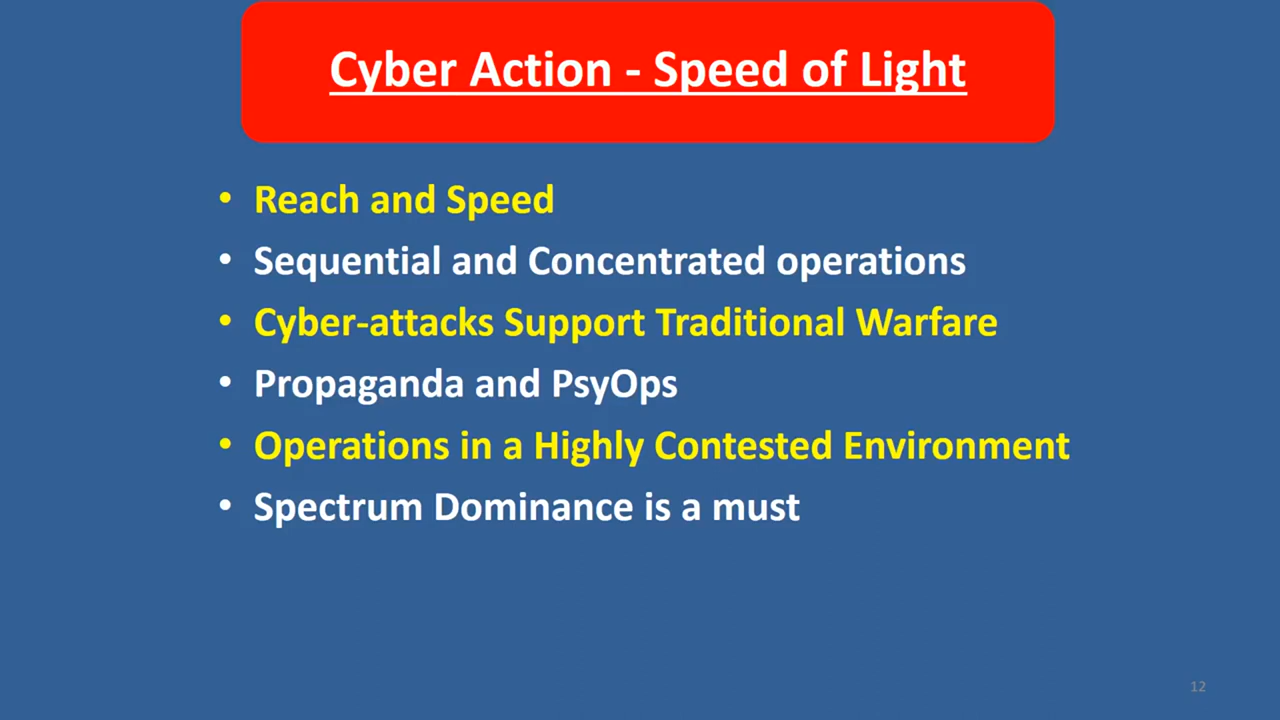 Cyber Action - Speed of Light
• Reach and Speed
• Sequential and Concentrated operations
• Cyber-attacks Support Traditional Warfare
• Propaganda and PsyOps
• Operations in a Highly Contested Environment
• Spectrum Dominance is a must
12